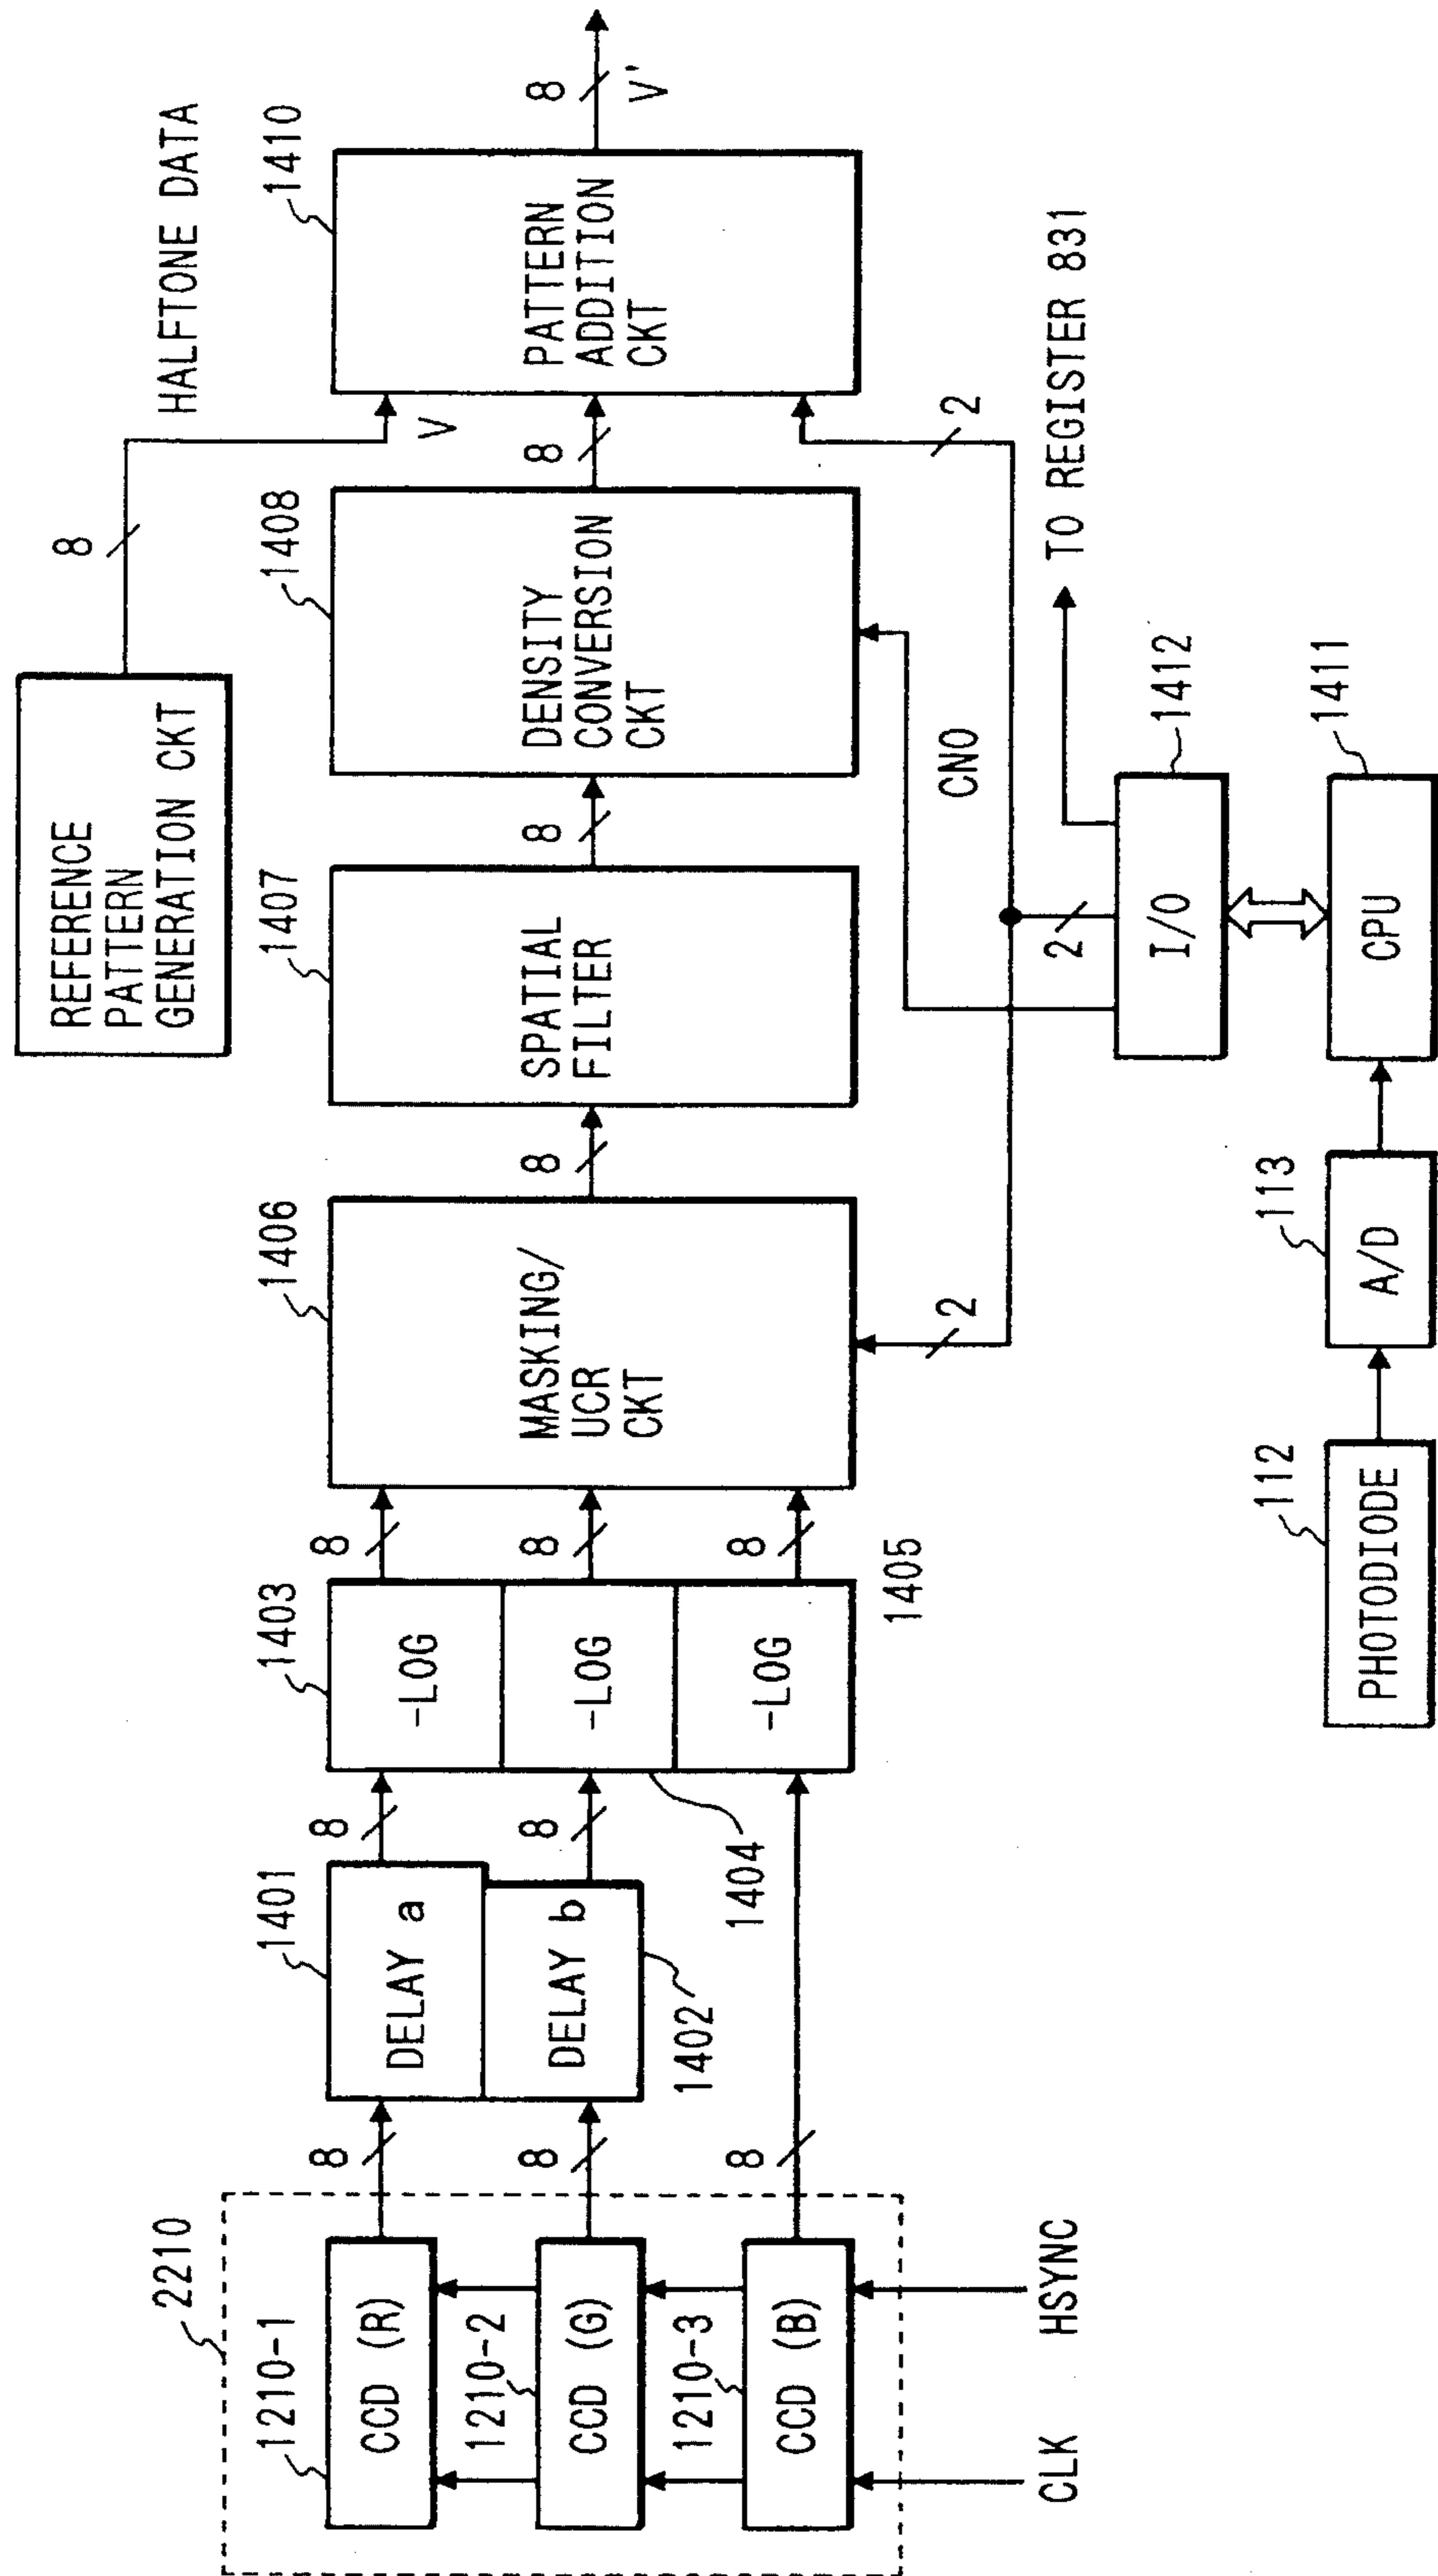 2210
1210-1
CCD (R)
1210-2
CCD (G)
1210-3
CCD (B)
CLK
HSYNC
8
8
8
1401
DELAY a
DELAY b
1402
8
8
1403
-LOG
-LOG
-LOG
1404
1405
8
8
8
1406
MASKING/
UCR
CKT
8
2
1407
SPATIAL
FILTER
8
1408
DENSITY
CONVERSION
CKT
8
REFERENCE
PATTERN
GENERATION CKT
8
HALFTONE DATA
V
1410
PATTERN
ADDITION
CKT
8
V'
2
CNO
2
TO REGISTER 831
I/O
1412
CPU
1411
A/D
113
PHOTODIODE
112